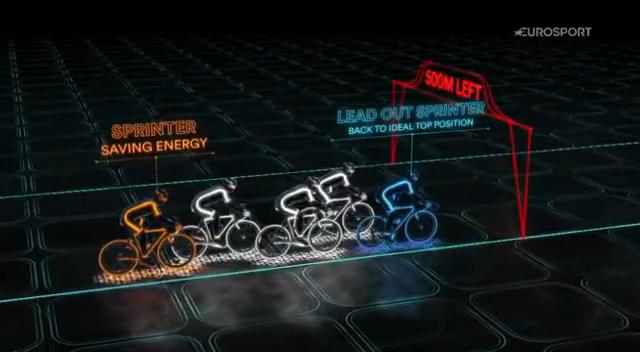 EUROSPORT
500M LEFT
LEAD OUT SPRINTER
BACK TO IDEAL TOP POSITION
SPRINTER
SAVING ENERGY